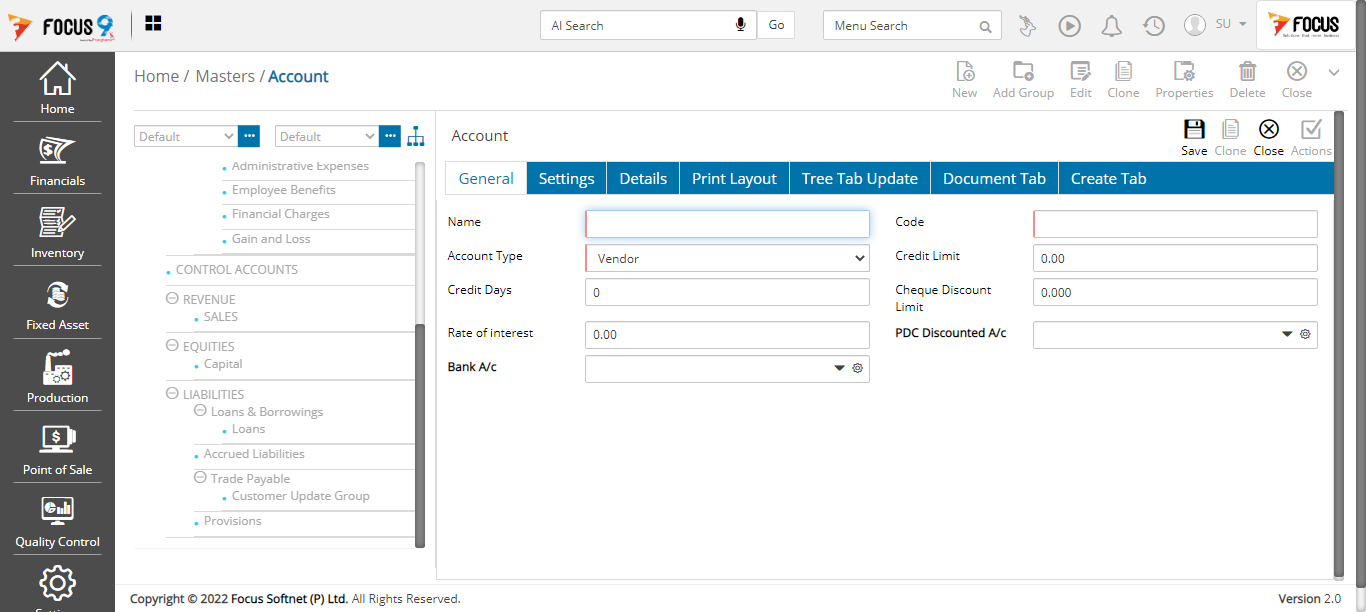 FOCUS 9
AI Search
Go
Menu Search
SU
FOCUS
Home
Financials
Inventory
Fixed Asset
Production
Point of Sale
Quality Control
Home / Masters / Account
New
Add Group
Edit
Clone
Properties
Delete
Close
Default
Default
Administrative Expenses
Employee Benefits
Financial Charges
Gain and Loss
CONTROL ACCOUNTS
REVENUE
SALES
EQUITIES
Capital
LIABILITIES
Loans & Borrowings
Loans
Accrued Liabilities
Trade Payable
Customer Update Group
Provisions
Account
Save
Clone
Close
Actions
General
Settings
Details
Print Layout
Tree Tab Update
Document Tab
Create Tab
Name
Code
Account Type
Vendor
Credit Limit
0.00
Credit Days
0
Cheque Discount
Limit
0.000
Rate of interest
0.00
PDC Discounted A/c
Bank A/c
Copyright © 2022 Focus Softnet (P) Ltd. All Rights Reserved.
Version 2.0